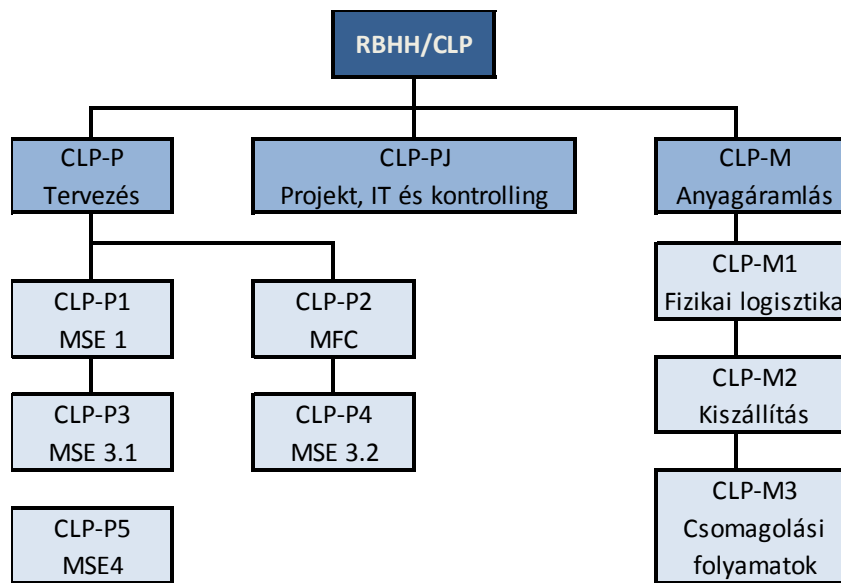 RBHH/CLP
CLP-P
Tervezés
CLP-PJ
Projekt, IT és kontrolling
CLP-M
Anyagáramlás
CLP-P1
MSE 1
CLP-P2
MFC
CLP-M1
Fizikai logisztika
CLP-P3
MSE 3.1
CLP-P4
MSE 3.2
CLP-M2
Kiszállítás
CLP-P5
MSE4
CLP-M3
Csomagolási
folyamatok